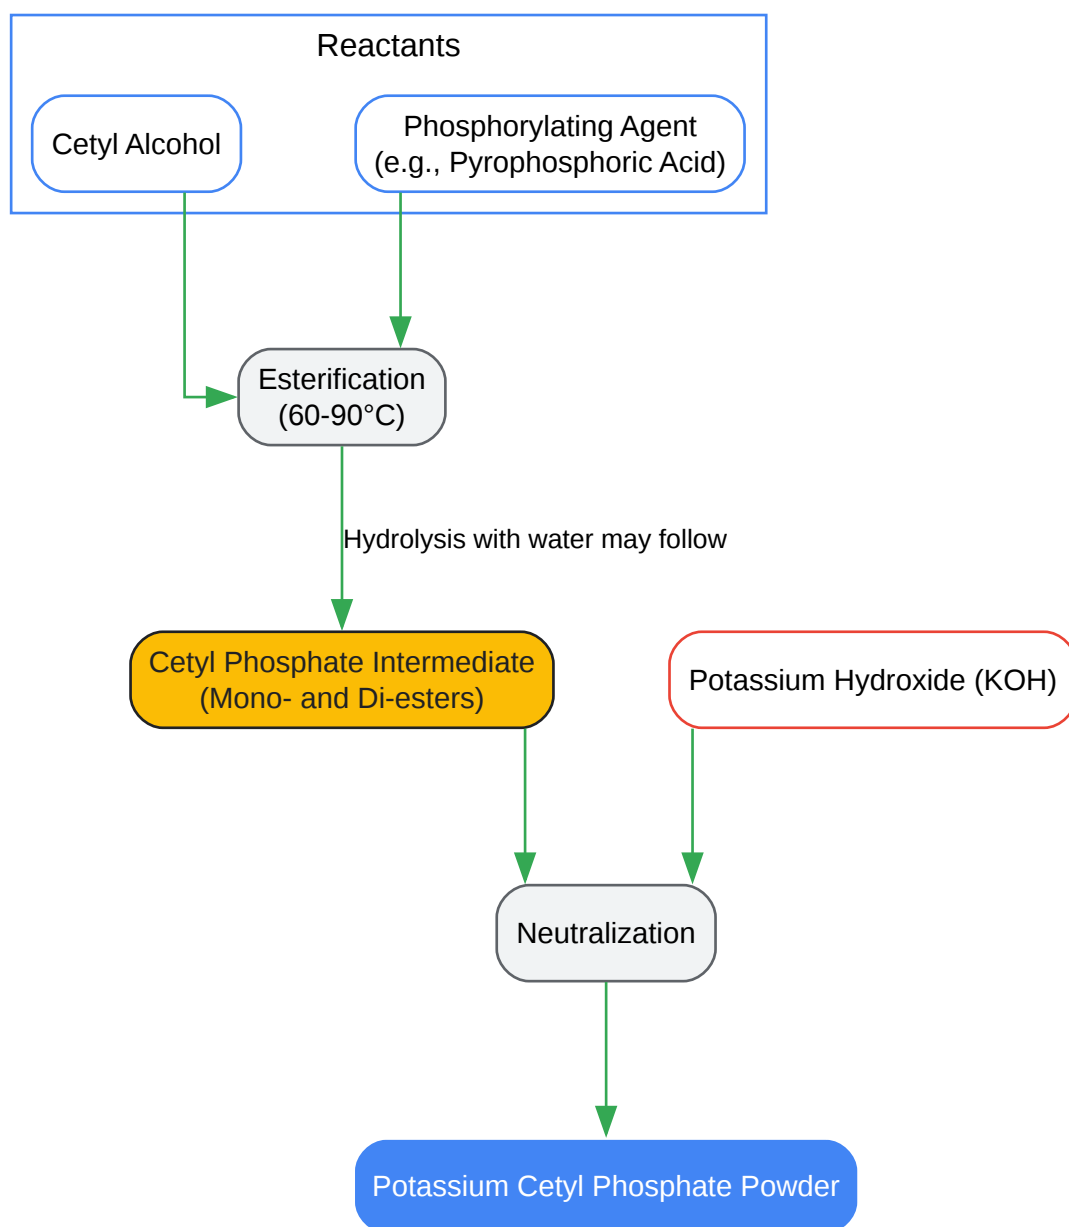 Reactants
Cetyl Alcohol
Phosphorylating Agent
(e.g., Pyrophosphoric Acid)
Esterification
(60-90°C)
Hydrolysis with water may follow
Cetyl Phosphate Intermediate
(Mono- and Di-esters)
Potassium Hydroxide (KOH)
Neutralization
Potassium Cetyl Phosphate Powder